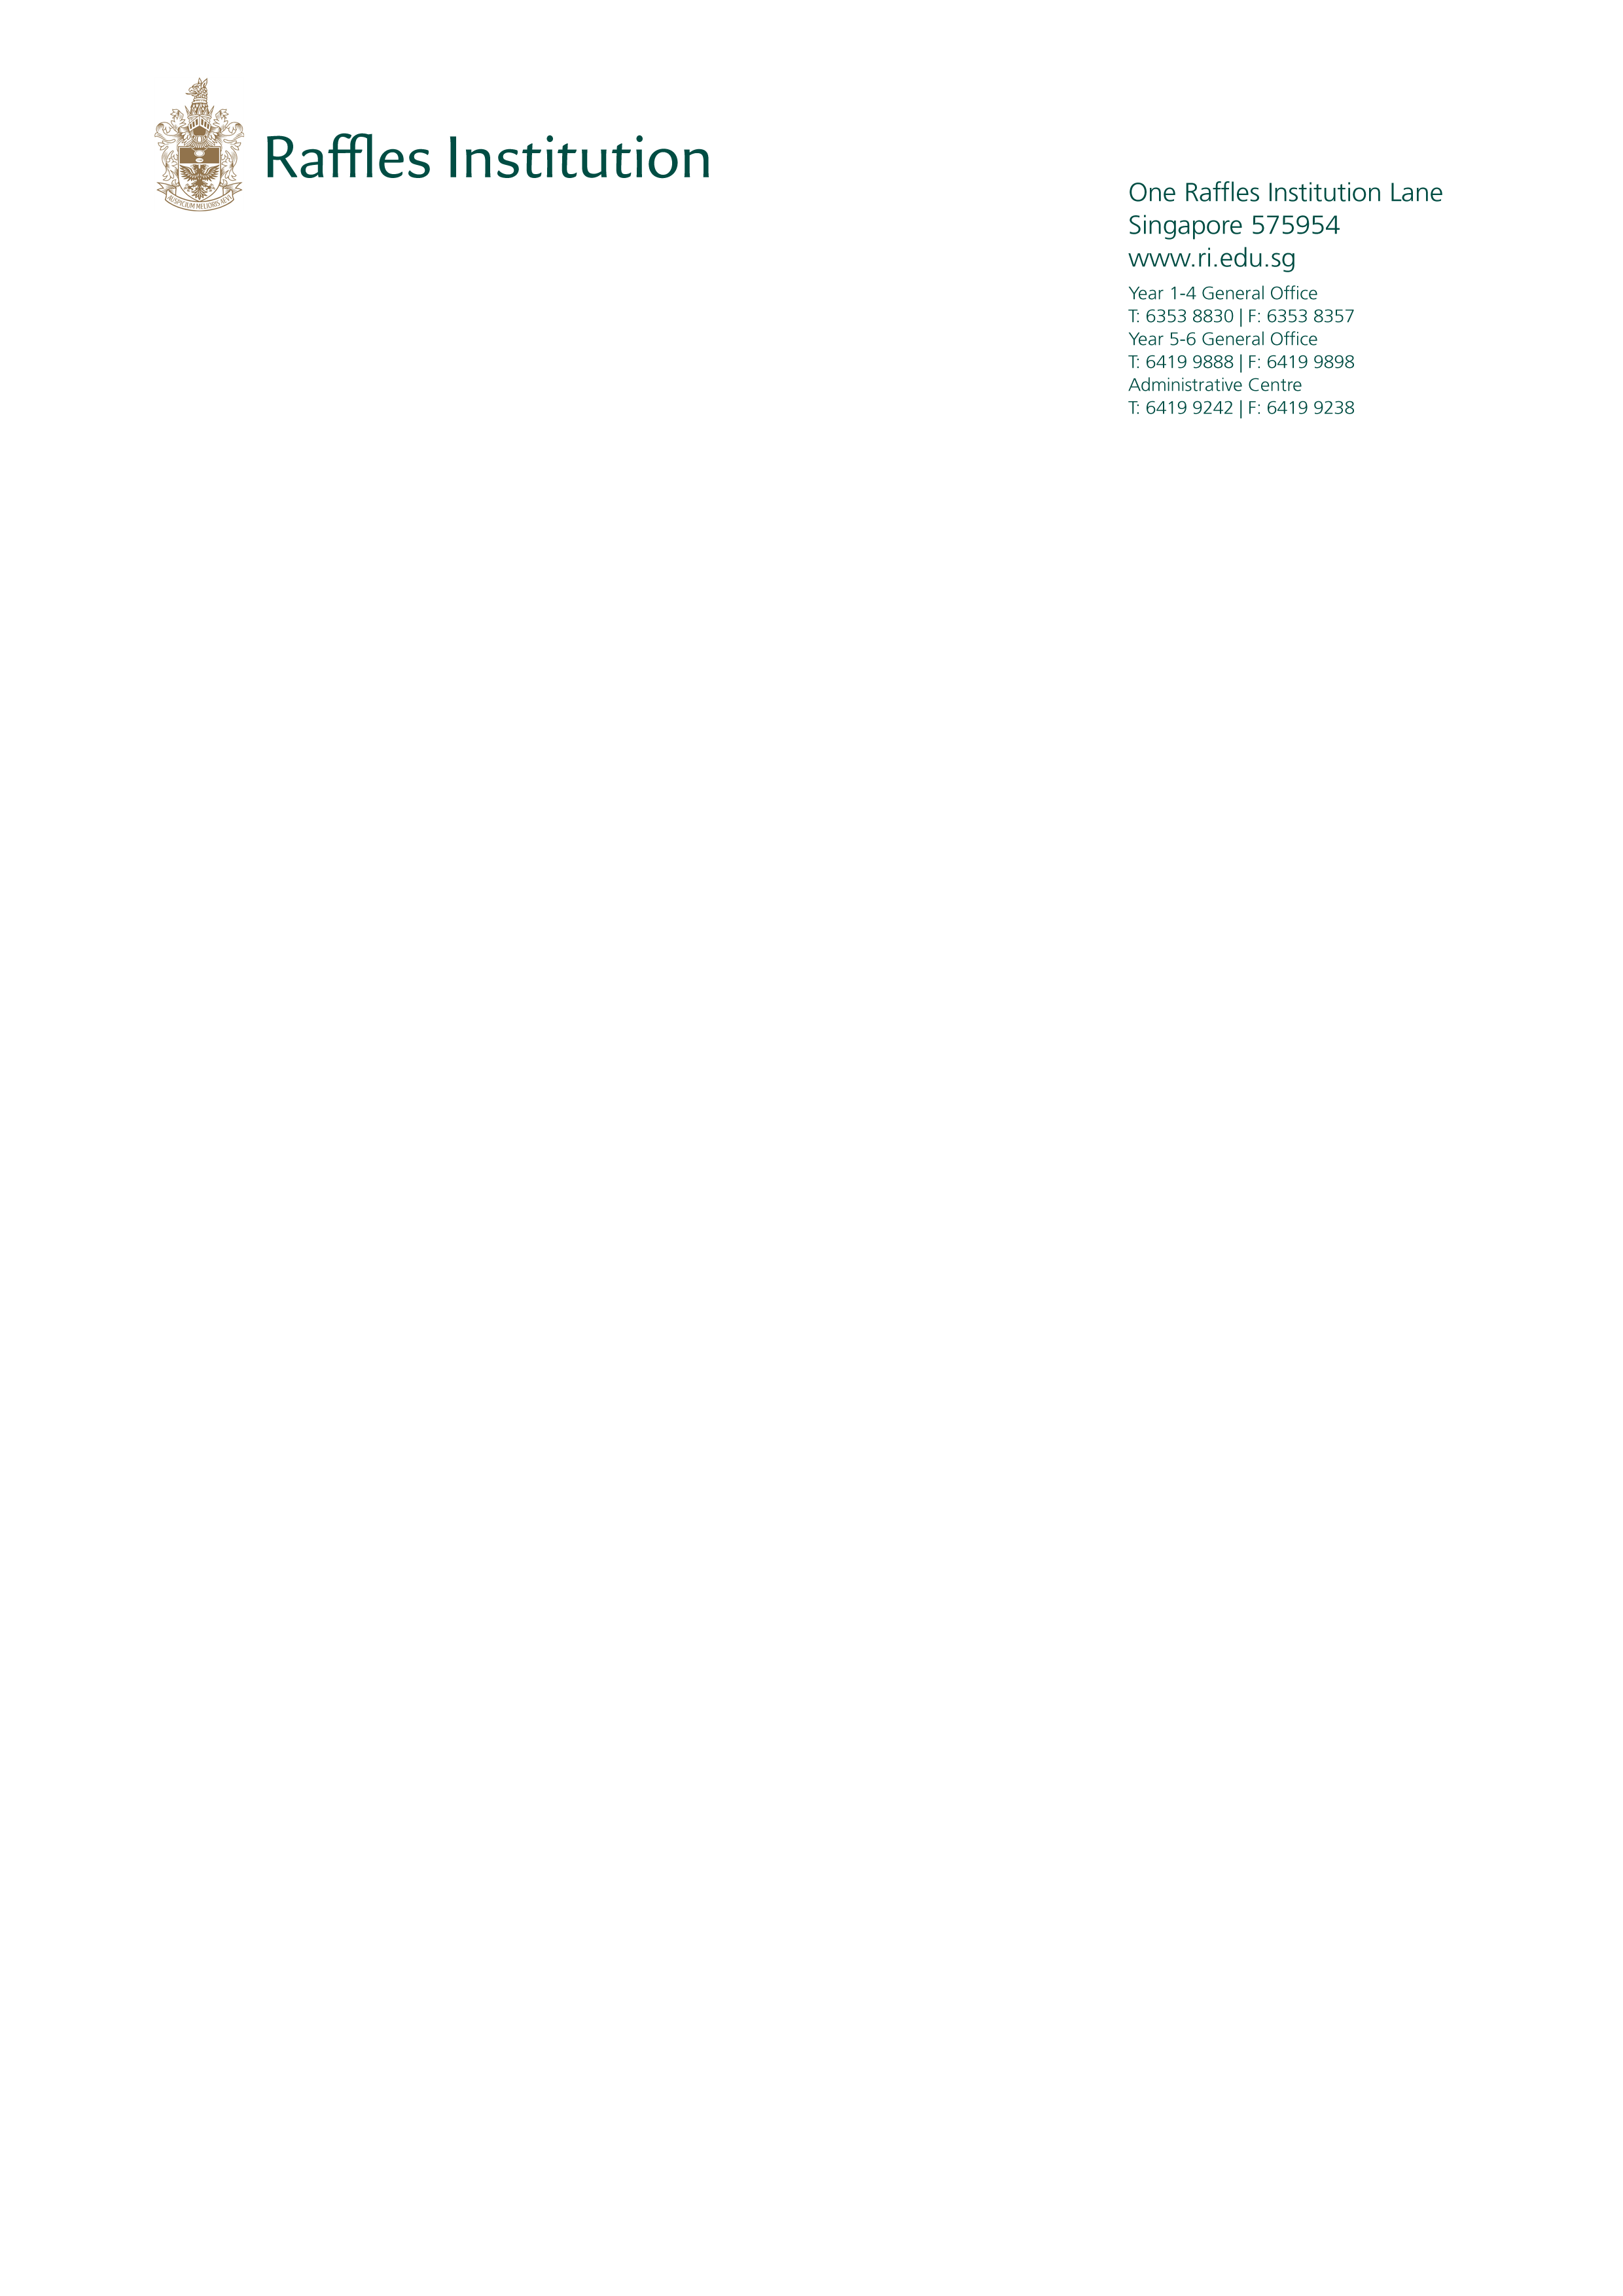 AUSPICIUM MELIORIS AEVI
Raffles Institution
One Raffles Institution Lane
Singapore 575954
www.ri.edu.sg
Year 1-4 General Office
T: 6353 8830 | F: 6353 8357
Year 5-6 General Office
T: 6419 9888 | F: 6419 9898
Administrative Centre
T: 6419 9242 | F: 6419 9238